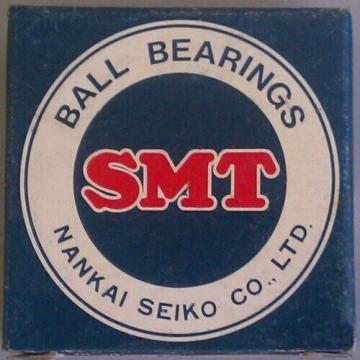 BALL BEARINGS
SMT
NANKAI SEIKO CO., LTD.